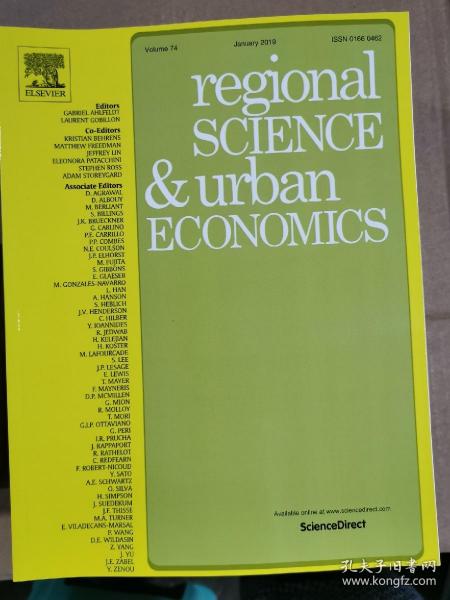 ELSEVIER
Volume 74
January 2019
ISSN 0166 0462
regional
SCIENCE
& urban
ECONOMICS
Editors
GABRIEL AHLFELDT
LAURENT GOBILLON
Co-Editors
KRISTIAN BEHRENS
MATTHEW FREEDMAN
JEFFREY LIN
ELEONORA PATACCHINI
STEPHEN ROSS
ADAM STOREYGARD
Associate Editors
D. AGRAWAL
D. ALBOUY
M. BERLIANT
S. BILLINGS
J.K. BRUECKNER
G. CARLINO
P.E. CARRILLO
P.P. COMBES
N.E. COULSON
J.P. ELHORST
M. FUJITA
S. GIBBONS
E. GLAESER
M. GONZALES-NAVARRO
L. HAN
A. HANSON
S. HEBLICH
J.V. HENDERSON
C. HILBER
Y. IOANNIDES
R. JEDWAB
H. KELEJIAN
H. KOSTER
M. LAFOURCADE
S. LEE
J.P. LESAGE
E. LEWIS
T. MAYER
F. MAYNERIS
D.P. MCMILLEN
G. MION
R. MOLLOY
T. MORI
G.I.P. OTTAVIANO
G. PERI
I.R. PRUCHA
J. RAPPAPORT
R. RATHELOT
C. REDFEARN
F. ROBERT-NICOUD
Y. SATO
A.E. SCHWARTZ
O. SILVA
H. SIMPSON
J. SUEDEKUM
J.F. THISSE
M.A. TURNER
E. VILADECANS-MARSAL
P. WANG
D.E. WILDASIN
Z. YANG
J. YU
J.E. ZABEL
Y. ZENOU
Available online at www.sciencedirect.com
ScienceDirect
孔夫子旧书网
www.kongfz.com